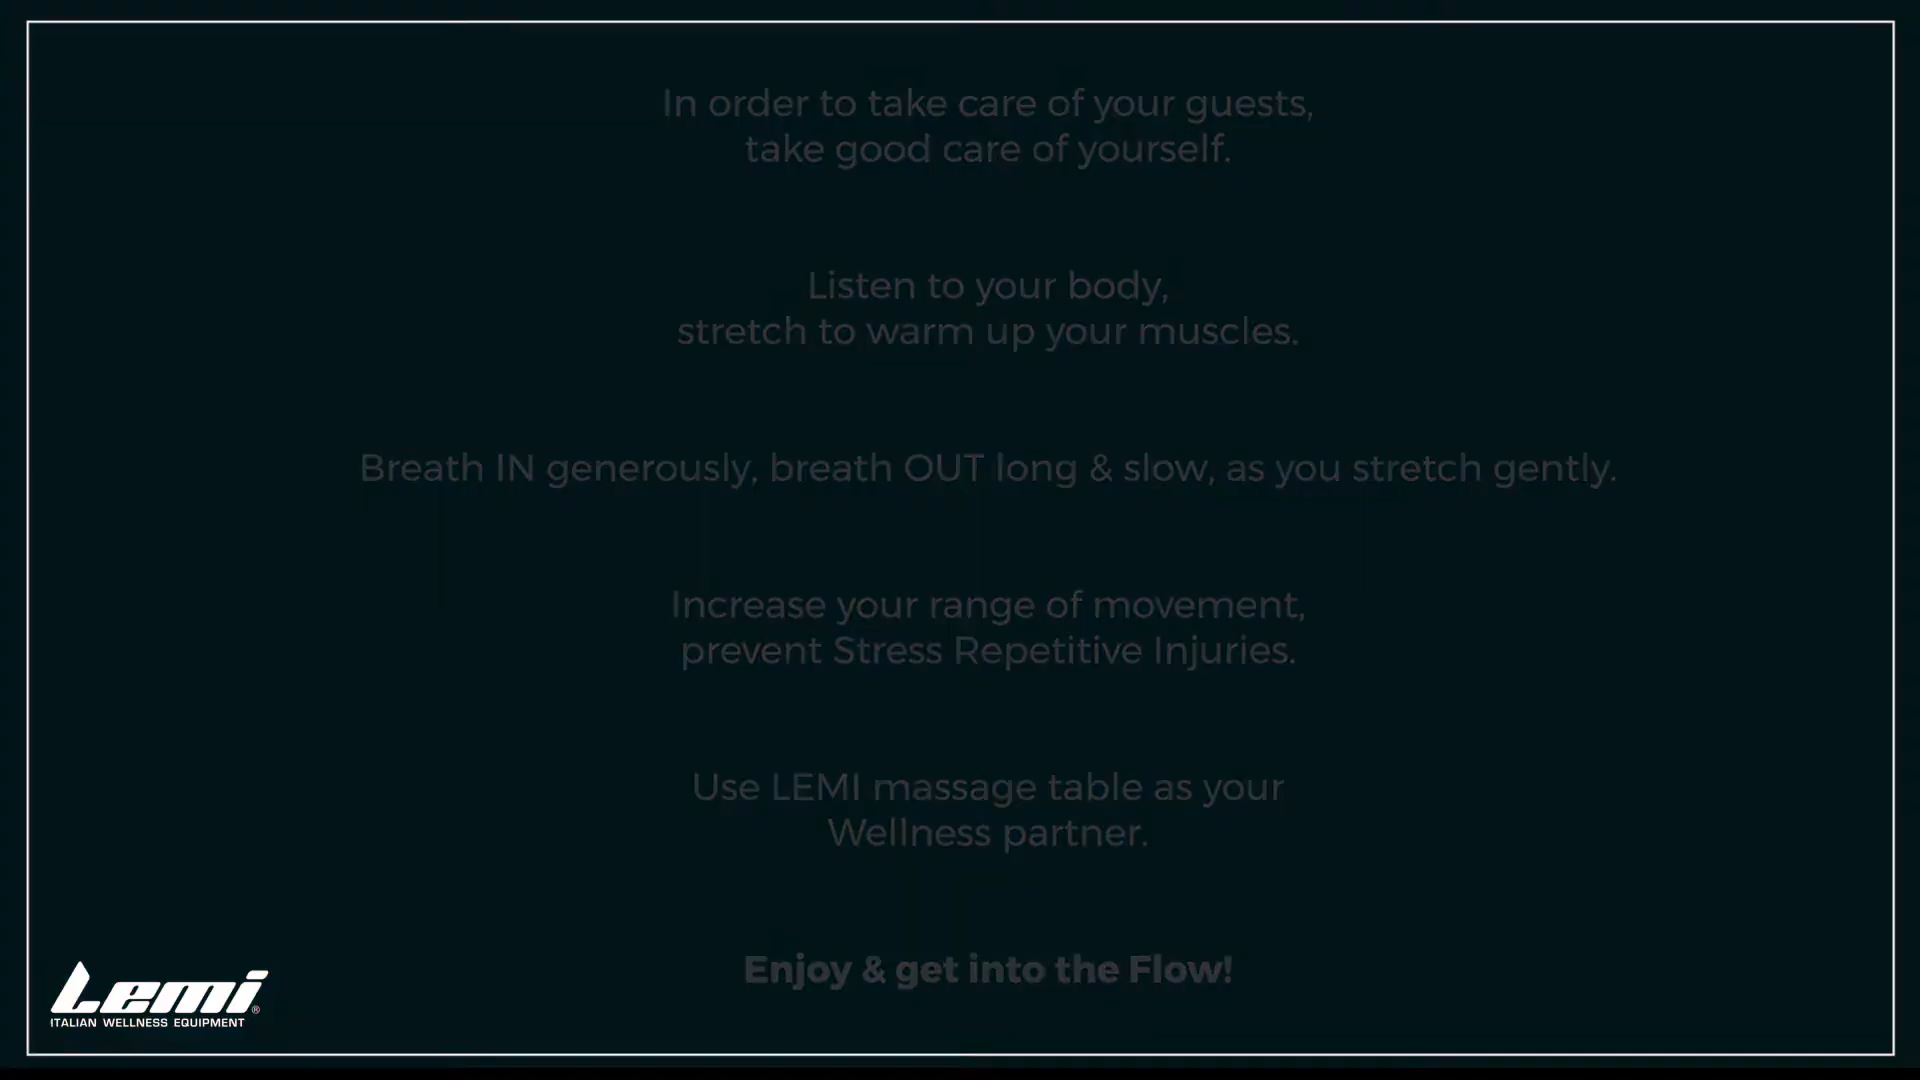 In order to take care of your guests,
take good care of yourself.
Listen to your body,
stretch to warm up your muscles.
Breath IN generously, breath OUT long & slow, as you stretch gently.
Increase your range of movement,
prevent Stress Repetitive Injuries.
Use LEMI massage table as your
Wellness partner.
Enjoy & get into the Flow!
Lemi®
ITALIAN WELLNESS EQUIPMENT